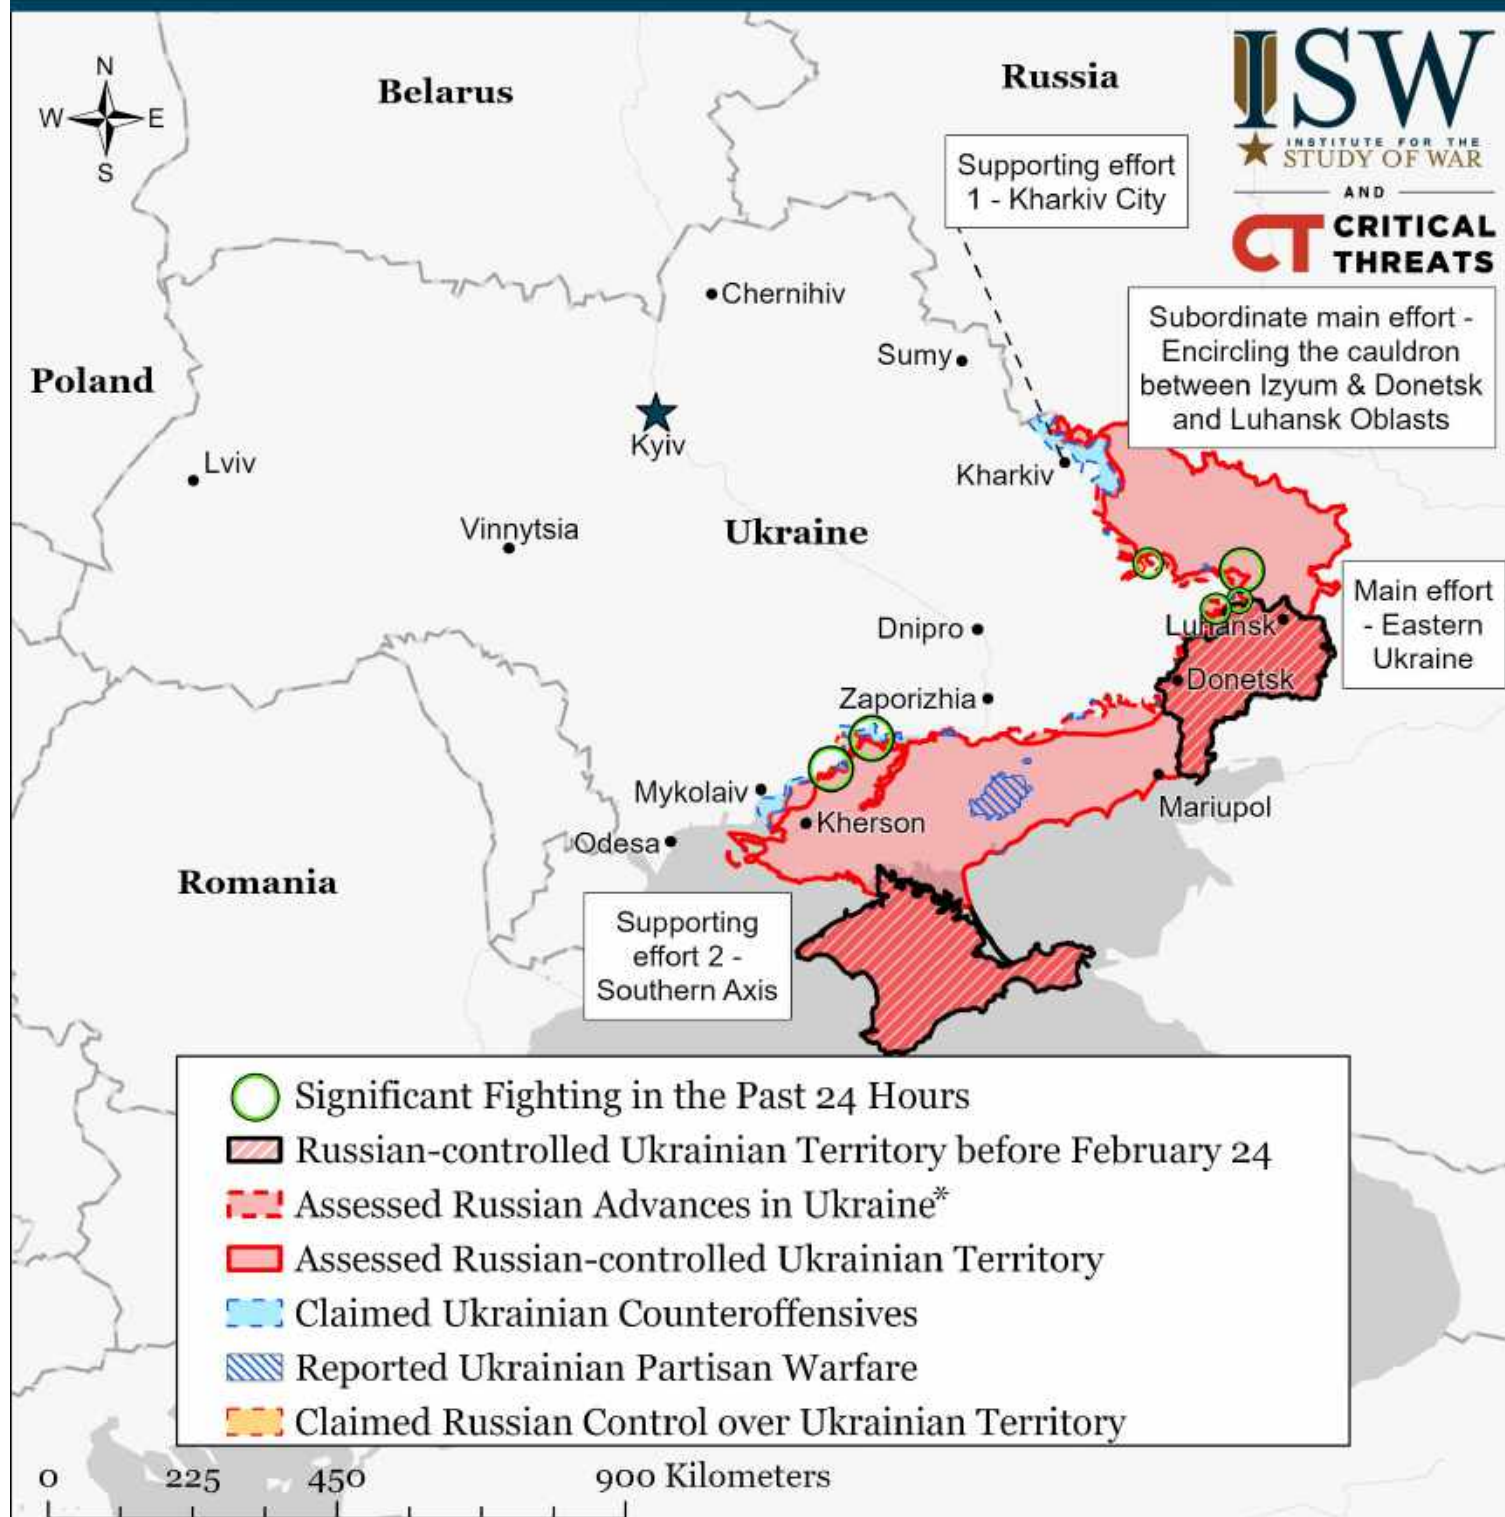 N
W
E
S
Belarus
Russia
ISW
INSTITUTE FOR THE
STUDY OF WAR
AND
CT CRITICAL
THREATS
Supporting effort
1 - Kharkiv City
Chernihiv
Subordinate main effort -
Encircling the cauldron
between Izyum & Donetsk
and Luhansk Oblasts
Sumy
Poland
Kyiv
Lviv
Kharkiv
Vinnytsia
Ukraine
Main effort
- Eastern
Ukraine
Dnipro
Luhansk
Donetsk
Zaporizhia
Mykolaiv
Mariupol
Kherson
Odesa
Romania
Supporting
effort 2 -
Southern Axis
Significant Fighting in the Past 24 Hours
Russian-controlled Ukrainian Territory before February 24
Assessed Russian Advances in Ukraine*
Assessed Russian-controlled Ukrainian Territory
Claimed Ukrainian Counteroffensives
Reported Ukrainian Partisan Warfare
Claimed Russian Control over Ukrainian Territory
0 225 450 900 Kilometers